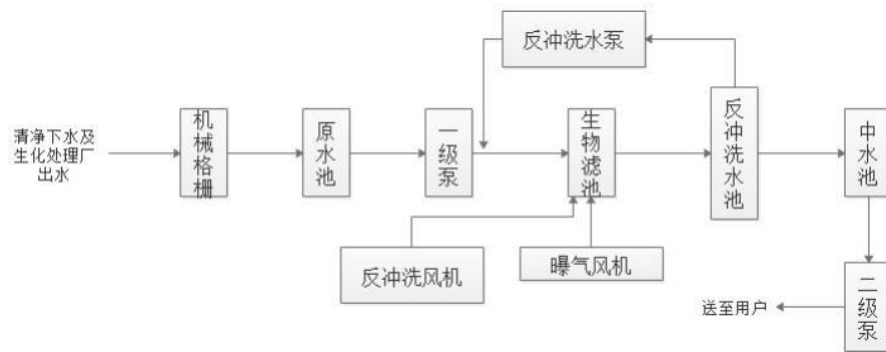 反冲洗水泵
清净下水及
生化处理厂
出水
机械格栅
原水池
一级泵
生物滤池
反冲洗水池
中水池
反冲洗风机
曝气风机
二级泵
送至用户